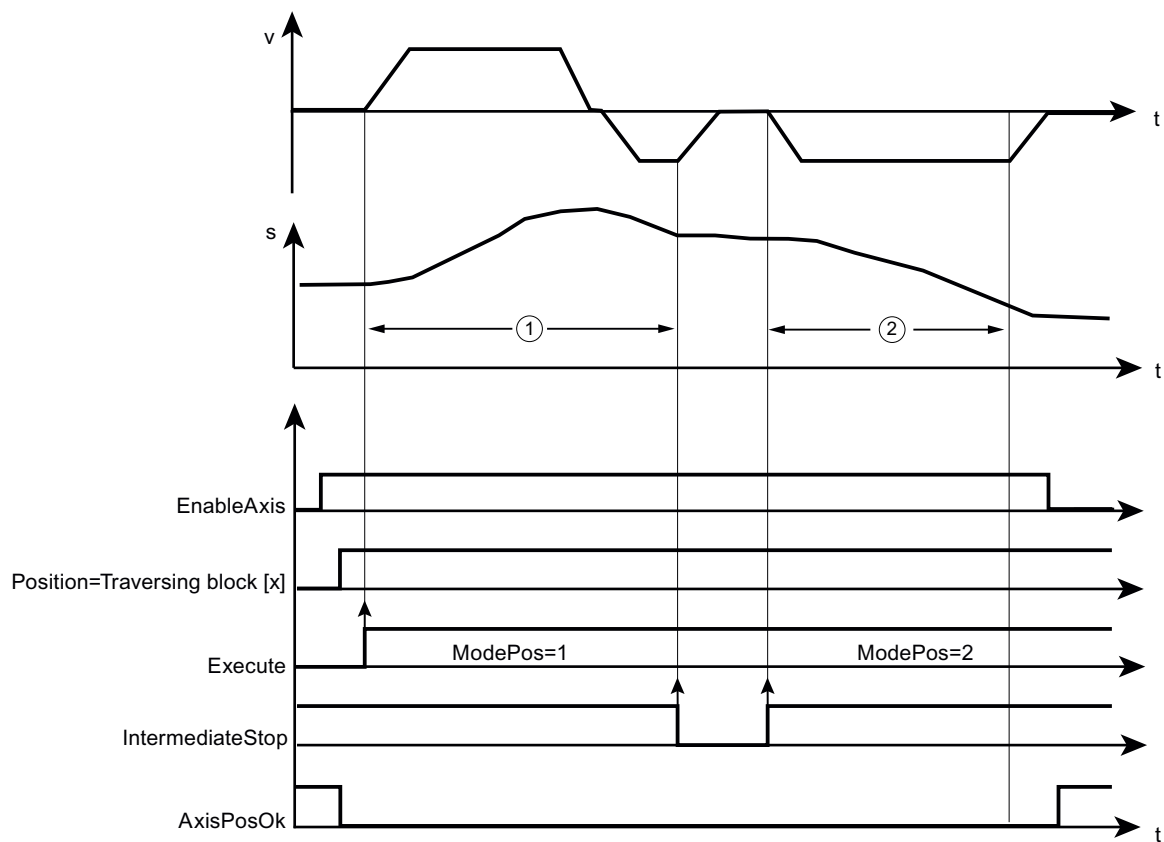 v
t
s
1
2
t
EnableAxis
Position=Traversing block [x]
Execute
ModePos=1
ModePos=2
IntermediateStop
AxisPosOk
t